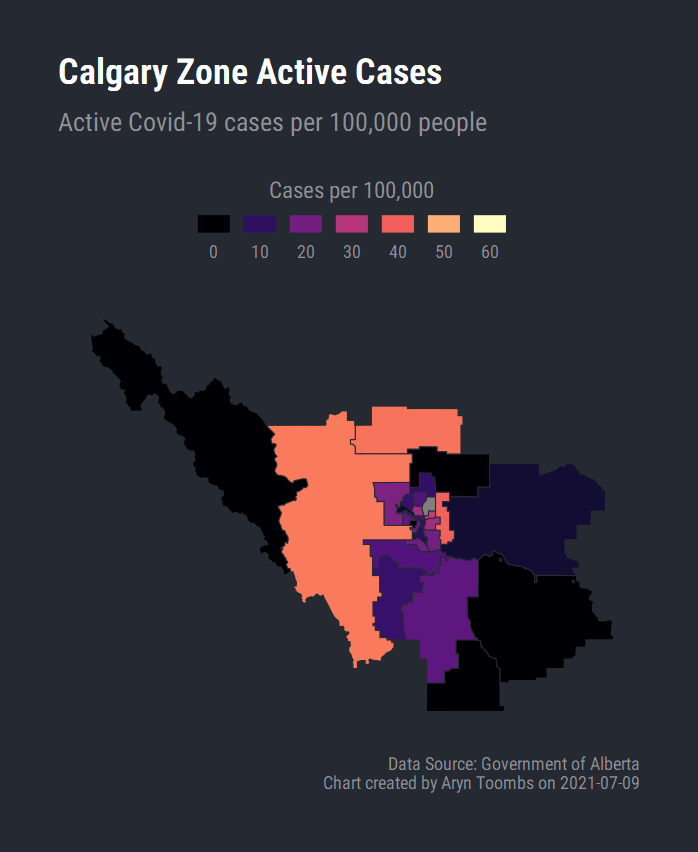 Calgary Zone Active Cases
Active Covid-19 cases per 100,000 people
Cases per 100,000
0 10 20 30 40 50 60
Data Source: Government of Alberta
Chart created by Aryn Toombs on 2021-07-09